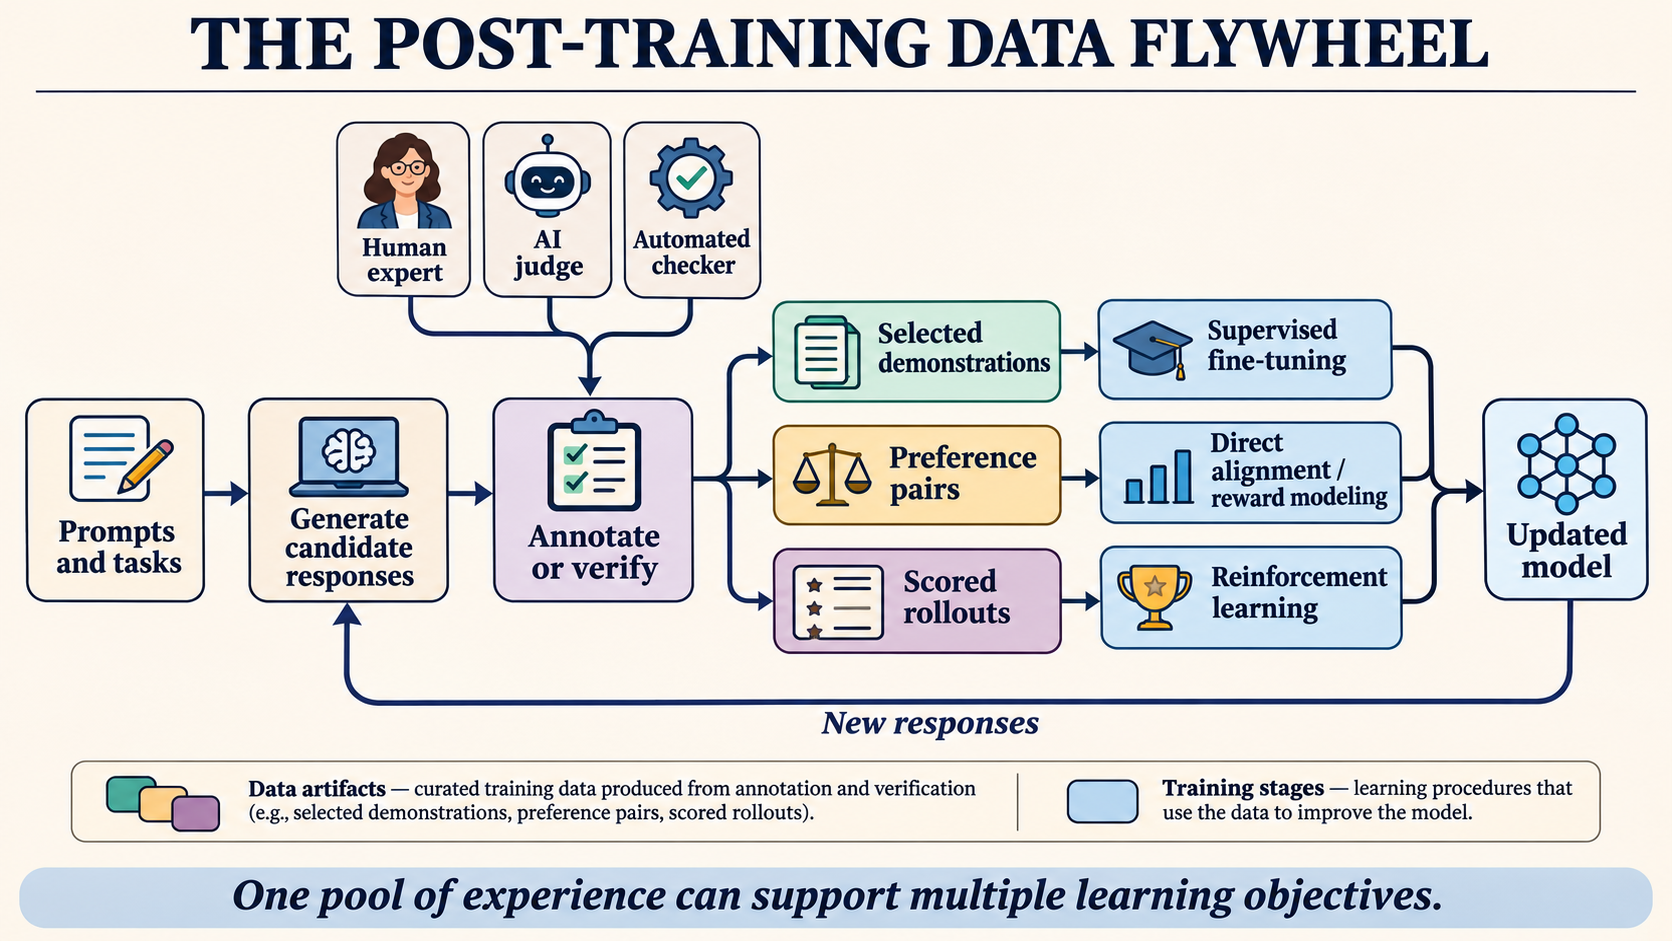 THE POST-TRAINING DATA FLYWHEEL
Human
expert
AI
judge
Automated
checker
Prompts
and tasks
Generate
candidate
responses
Annotate
or verify
Selected
demonstrations
Supervised
fine-tuning
Preference
pairs
Direct
alignment /
reward modeling
Scored
rollouts
Reinforcement
learning
Updated
model
New responses
Data artifacts — curated training data produced from annotation and verification
(e.g., selected demonstrations, preference pairs, scored rollouts).
Training stages — learning procedures that
use the data to improve the model.
One pool of experience can support multiple learning objectives.